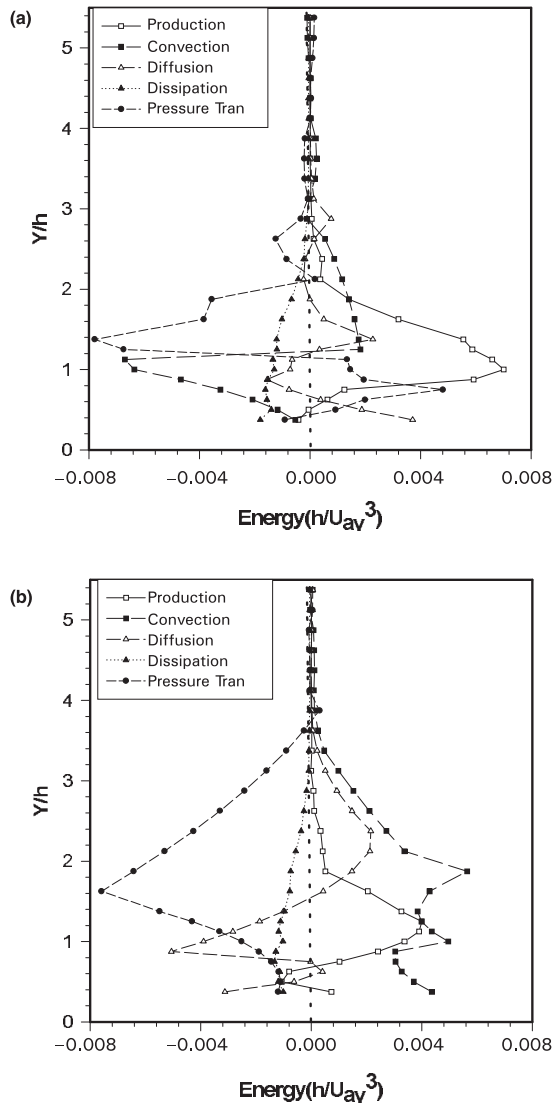 (a)
Production
Convection
Diffusion
Dissipation
Pressure Tran
5
4
3
2
1
0
Y/h
−0.008
−0.004
0.000
0.004
0.008
Energy(h/Uav3)
(b)
Production
Convection
Diffusion
Dissipation
Pressure Tran
5
4
3
2
1
0
Y/h
−0.008
−0.004
0.000
0.004
0.008
Energy(h/Uav3)